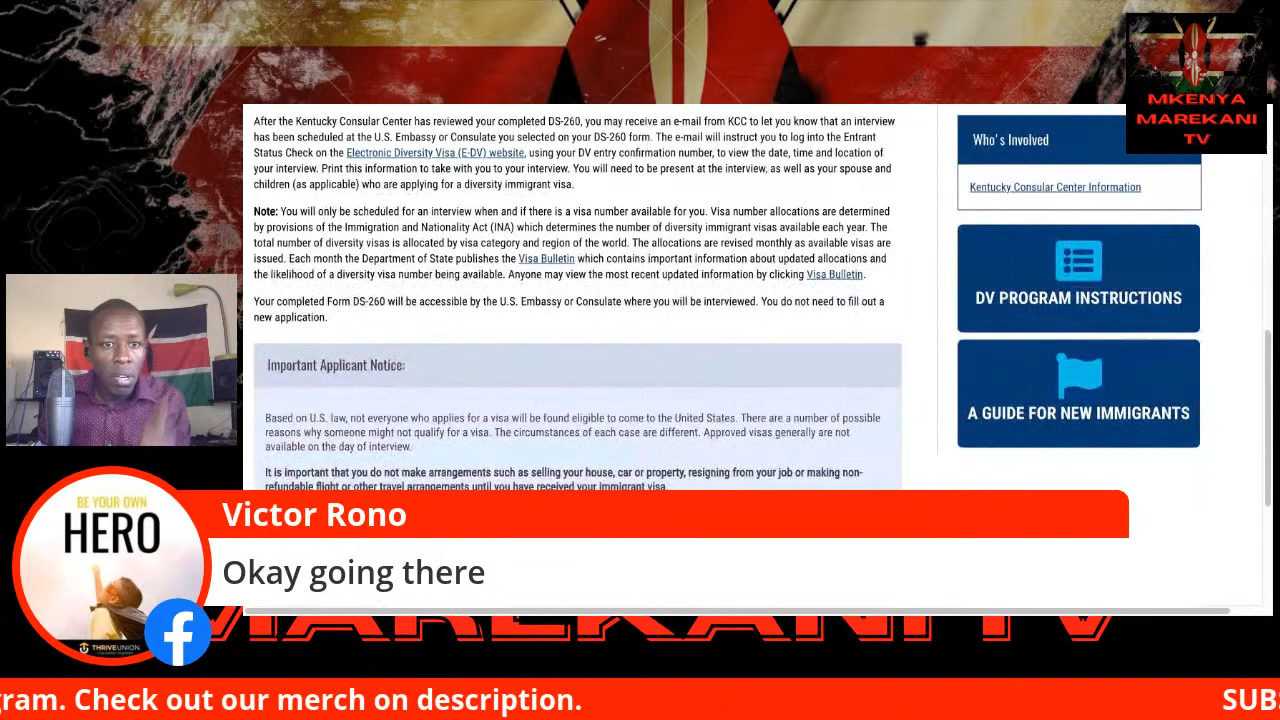 MKENYA
MAREKANI
TV
After the Kentucky Consular Center has reviewed your completed DS-260, you may receive an e-mail from KCC to let you know that an interview
has been scheduled at the U.S. Embassy or Consulate you selected on your DS-260 form. The e-mail will instruct you to log into the Entrant
Status Check on the Electronic Diversity Visa (E-DV) website, using your DV entry confirmation number, to view the date, time and location of
your interview. Print this information to take with you to your interview. You will need to be present at the interview, as well as your spouse and
children (as applicable) who are applying for a diversity immigrant visa.
Note: You will only be scheduled for an interview when and if there is a visa number available for you. Visa number allocations are determined
by provisions of the Immigration and Nationality Act (INA) which determines the number of diversity immigrant visas available each year. The
total number of diversity visas is allocated by visa category and region of the world. The allocations are revised monthly as available visas are
issued. Each month the Department of State publishes the Visa Bulletin which contains important information about updated allocations and
the likelihood of a diversity visa number being available. Anyone may view the most recent updated information by clicking Visa Bulletin.
Your completed Form DS-260 will be accessible by the U.S. Embassy or Consulate where you will be interviewed. You do not need to fill out a
new application.
Important Applicant Notice:
Based on U.S. law, not everyone who applies for a visa will be found eligible to come to the United States. There are a number of possible
reasons why someone might not qualify for a visa. The circumstances of each case are different. Approved visas generally are not
available on the day of interview.
It is important that you do not make arrangements such as selling your house, car or property, resigning from your job or making non-
refundable flight or other travel arrangements until you have received your immigrant visa.
Who's Involved
Kentucky Consular Center Information
DV PROGRAM INSTRUCTIONS
A GUIDE FOR NEW IMMIGRANTS
BE YOUR OWN
HERO
THRIVEUNION
Victor Rono
Okay going there
MAREKANI TV
gram. Check out our merch on description.
SUB